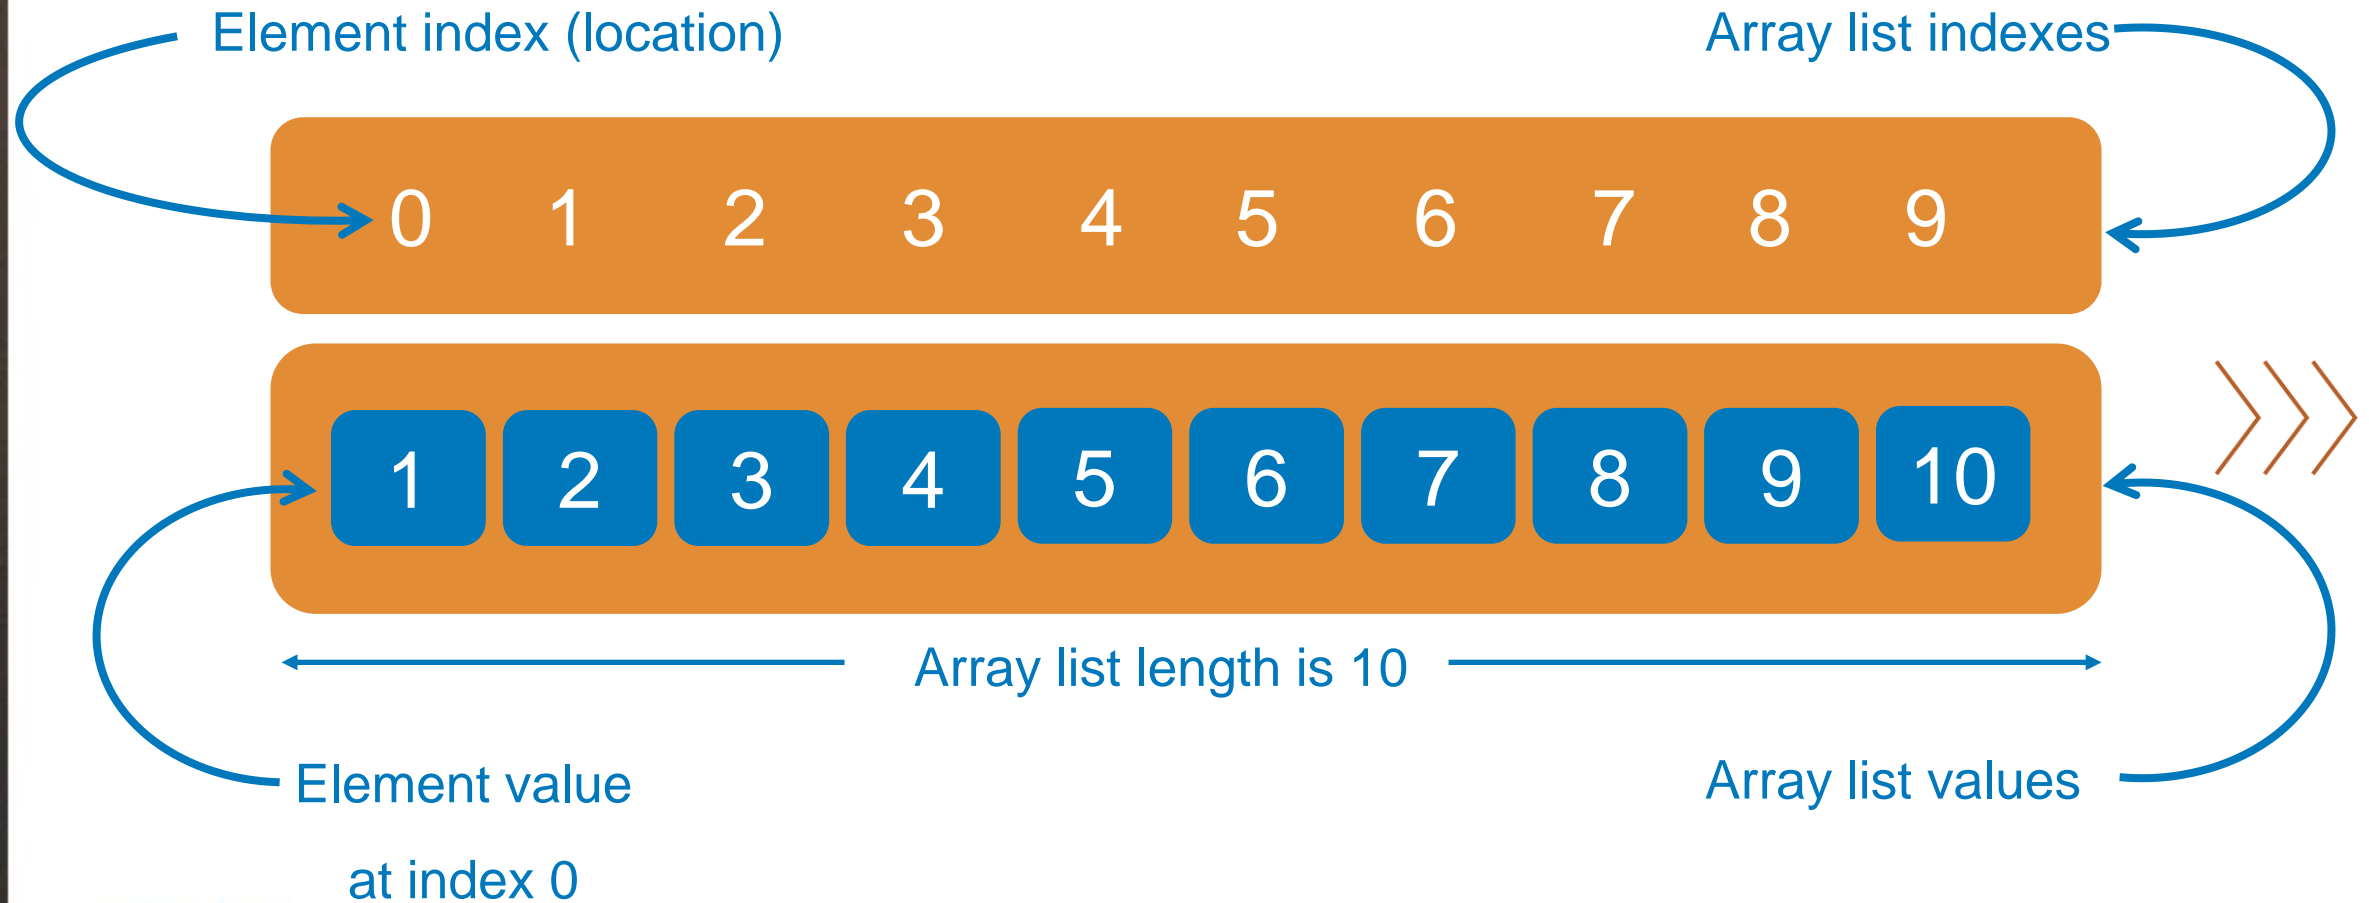 Element index (location)
Array list indexes
0 1 2 3 4 5 6 7 8 9
1 2 3 4 5 6 7 8 9 10
Array list length is 10
Element value
at index 0
Array list values